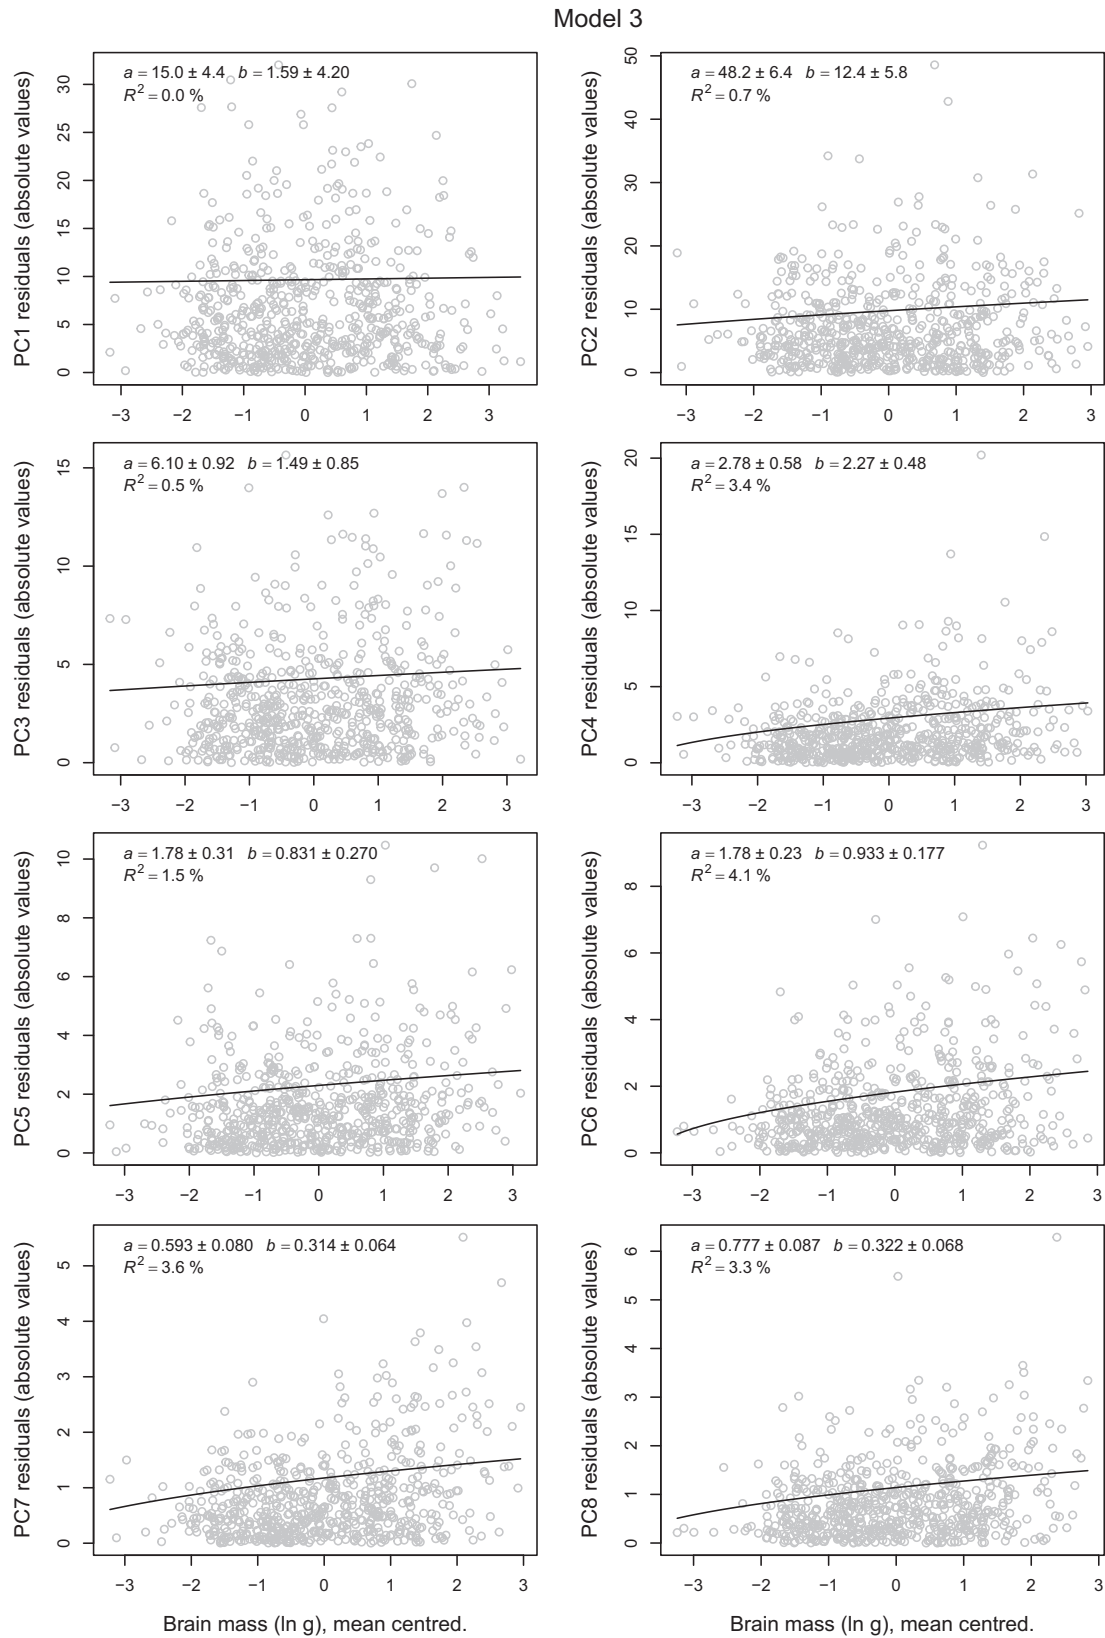 Model 3
PC1 residuals (absolute values)
a = 15.0 ± 4.4 b = 1.59 ± 4.20
R² = 0.0 %
0 5 10 15 20 25 30
−3 −2 −1 0 1 2 3
PC2 residuals (absolute values)
a = 48.2 ± 6.4 b = 12.4 ± 5.8
R² = 0.7 %
0 10 20 30 40 50
−3 −2 −1 0 1 2 3
PC3 residuals (absolute values)
a = 6.10 ± 0.92 b = 1.49 ± 0.85
R² = 0.5 %
0 5 10 15
−3 −2 −1 0 1 2 3
PC4 residuals (absolute values)
a = 2.78 ± 0.58 b = 2.27 ± 0.48
R² = 3.4 %
0 5 10 15 20
−3 −2 −1 0 1 2 3
PC5 residuals (absolute values)
a = 1.78 ± 0.31 b = 0.831 ± 0.270
R² = 1.5 %
0 2 4 6 8 10
−3 −2 −1 0 1 2 3
PC6 residuals (absolute values)
a = 1.78 ± 0.23 b = 0.933 ± 0.177
R² = 4.1 %
0 2 4 6 8
−3 −2 −1 0 1 2 3
PC7 residuals (absolute values)
a = 0.593 ± 0.080 b = 0.314 ± 0.064
R² = 3.6 %
0 1 2 3 4 5
−3 −2 −1 0 1 2 3
PC8 residuals (absolute values)
a = 0.777 ± 0.087 b = 0.322 ± 0.068
R² = 3.3 %
0 1 2 3 4 5 6
−3 −2 −1 0 1 2 3
Brain mass (ln g), mean centred.
Brain mass (ln g), mean centred.